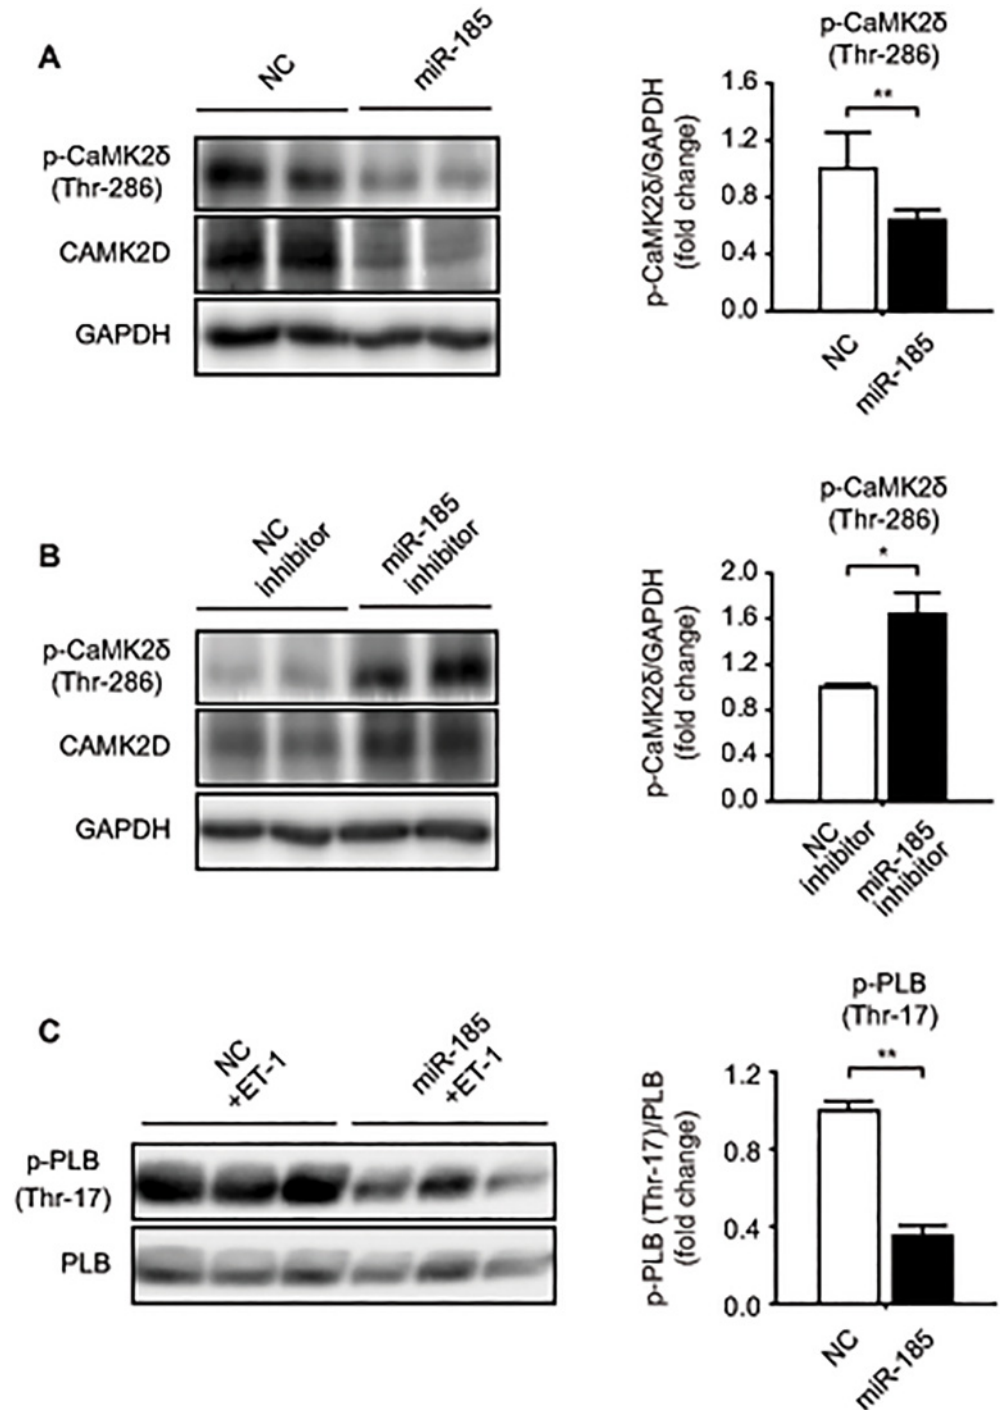 A
NC
miR-185
p-CaMK2δ
(Thr-286)
CAMK2D
GAPDH
p-CaMK2δ
(Thr-286)
p-CaMK2δ/GAPDH
(fold change)
1.6
1.2
0.8
0.4
0.0
**
NC
miR-185
B
NC
inhibitor
miR-185
inhibitor
p-CaMK2δ
(Thr-286)
CAMK2D
GAPDH
p-CaMK2δ
(Thr-286)
p-CaMK2δ/GAPDH
(fold change)
2.0
1.6
1.2
0.8
0.4
0.0
*
NC
inhibitor
miR-185
inhibitor
C
NC
+ET-1
miR-185
+ET-1
p-PLB
(Thr-17)
PLB
p-PLB
(Thr-17)
p-PLB (Thr-17)/PLB
(fold change)
1.2
0.8
0.4
0.0
**
NC
miR-185